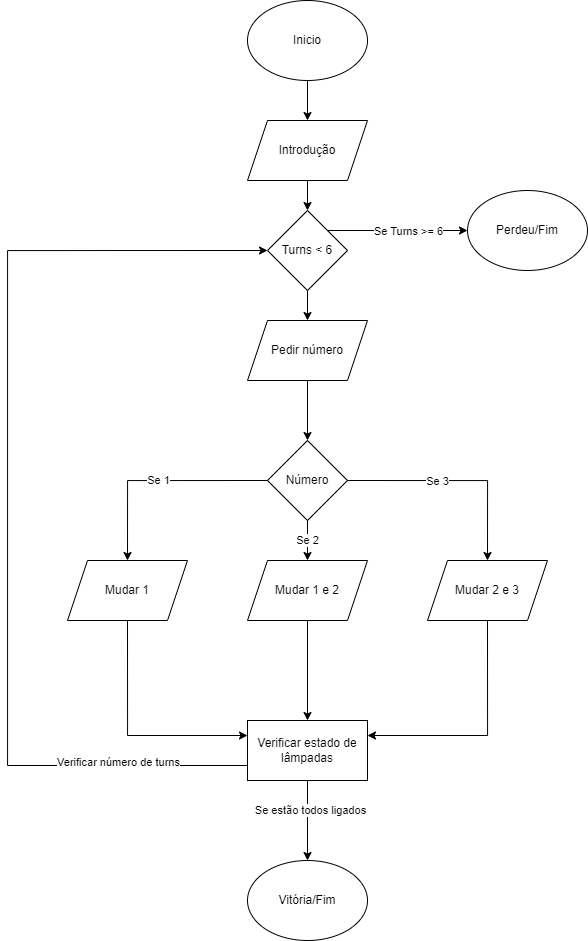 Inicio
Introdução
Turns < 6
Se Turns >= 6
Perdeu/Fim
Pedir número
Número
Se 1
Se 2
Se 3
Mudar 1
Mudar 1 e 2
Mudar 2 e 3
Verificar estado de
lâmpadas
Verificar número de turns
Se estão todos ligados
Vitória/Fim